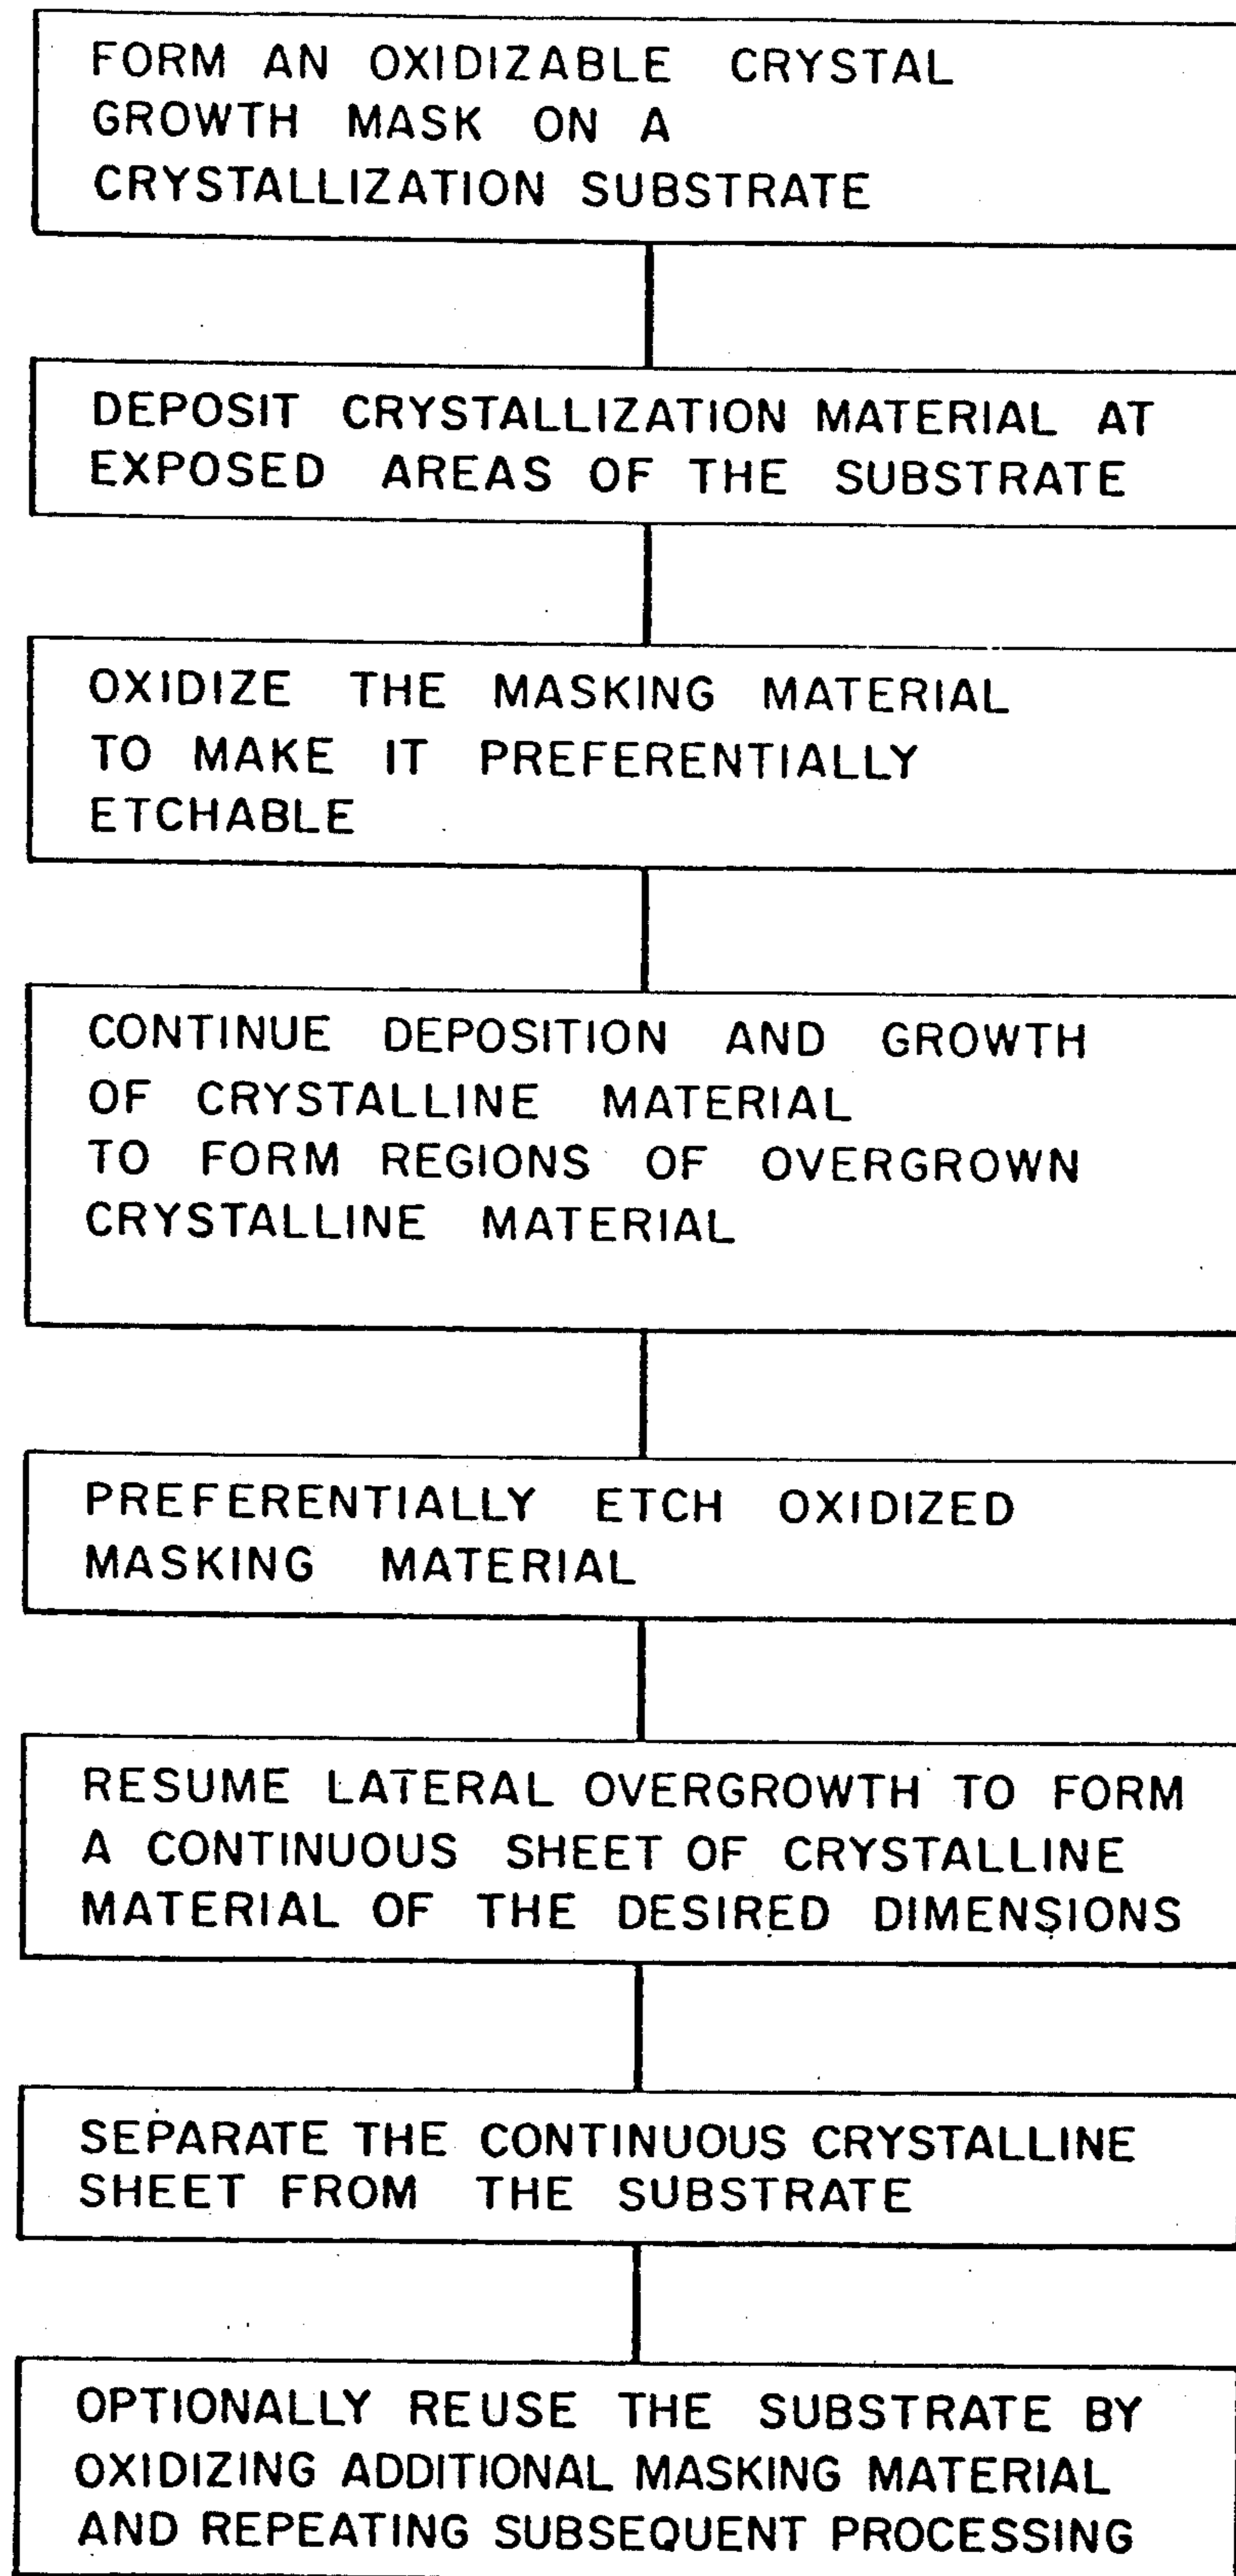 FORM AN OXIDIZABLE CRYSTAL
GROWTH MASK ON A
CRYSTALLIZATION SUBSTRATE
DEPOSIT CRYSTALLIZATION MATERIAL AT
EXPOSED AREAS OF THE SUBSTRATE
OXIDIZE THE MASKING MATERIAL
TO MAKE IT PREFERENTIALLY
ETCHABLE
CONTINUE DEPOSITION AND GROWTH
OF CRYSTALLINE MATERIAL
TO FORM REGIONS OF OVERGROWN
CRYSTALLINE MATERIAL
PREFERENTIALLY ETCH OXIDIZED
MASKING MATERIAL
RESUME LATERAL OVERGROWTH TO FORM
A CONTINUOUS SHEET OF CRYSTALLINE
MATERIAL OF THE DESIRED DIMENSIONS
SEPARATE THE CONTINUOUS CRYSTALLINE
SHEET FROM THE SUBSTRATE
OPTIONALLY REUSE THE SUBSTRATE BY
OXIDIZING ADDITIONAL MASKING MATERIAL
AND REPEATING SUBSEQUENT PROCESSING